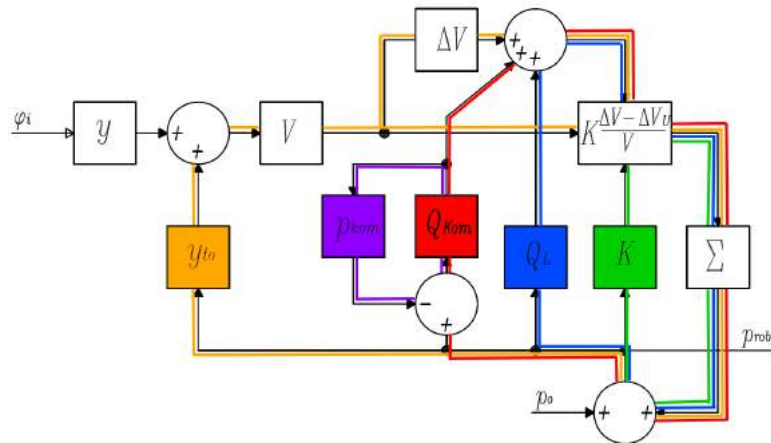 ΔV
+
+ +
φi
y
+
+
V
K (ΔV - ΔVU)/V
yto
pkom
QKom
QL
K
Σ
-
+
prob
po
+
+